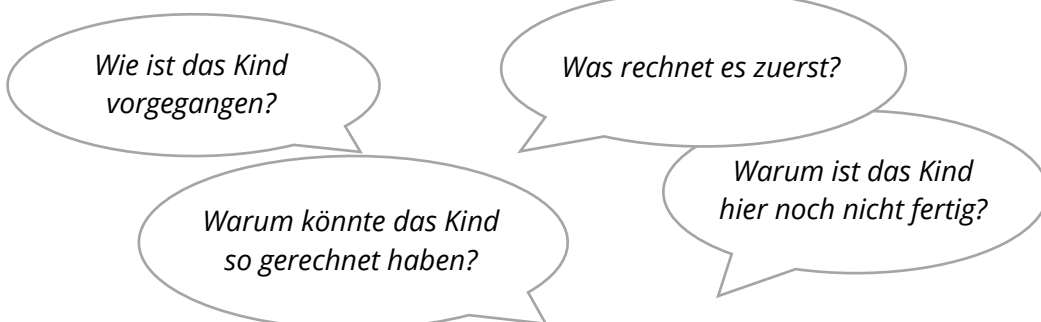 Wie ist das Kind
vorgegangen?
Was rechnet es zuerst?
Warum ist das Kind
hier noch nicht fertig?
Warum könnte das Kind
so gerechnet haben?